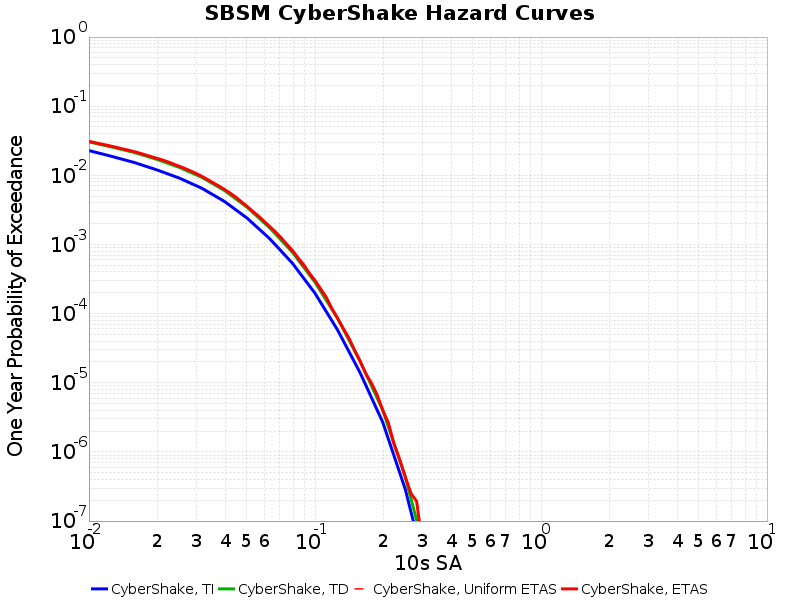 SBSM CyberShake Hazard Curves
10^0
10^-1
10^-2
10^-3
10^-4
10^-5
10^-6
10^-7
One Year Probability of Exceedance
10^-2 2 3 4 5 6 10^-1 2 3 4 5 6 7 10^0 2 3 4 5 6 7 10^1
10s SA
CyberShake, TI CyberShake, TD CyberShake, Uniform ETAS CyberShake, ETAS